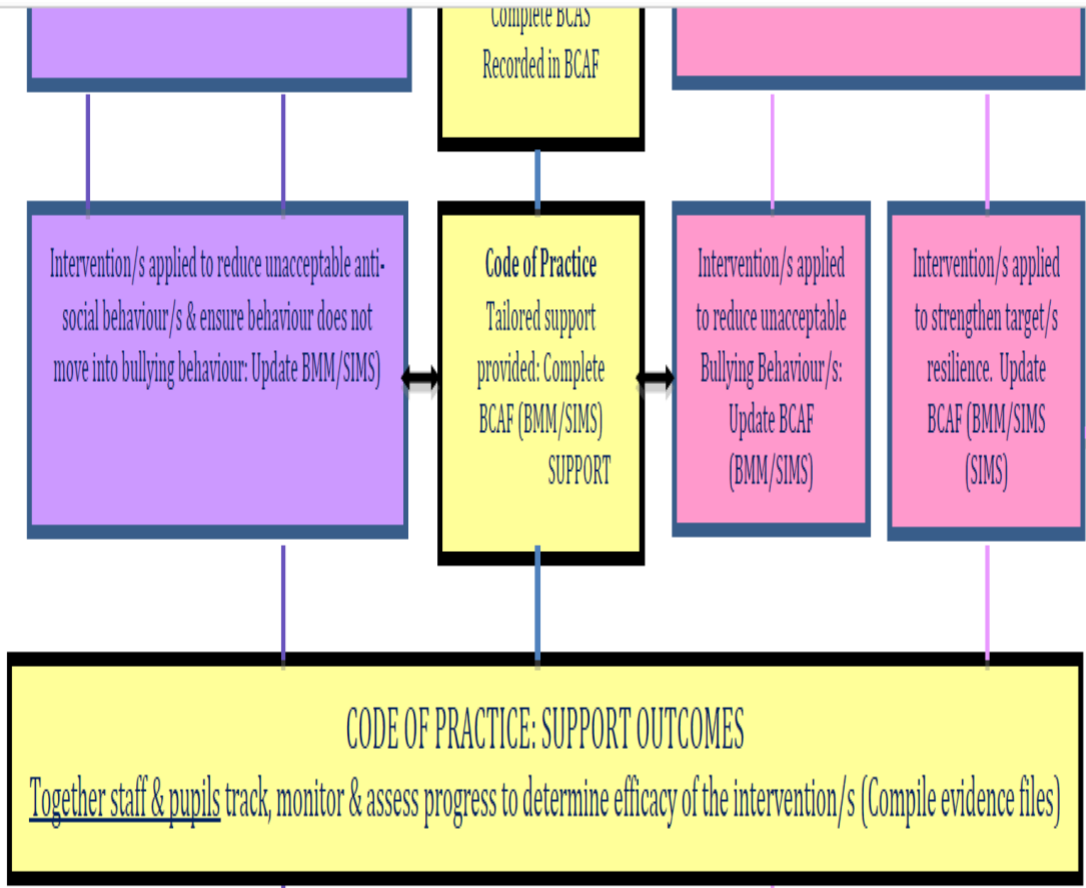 Complete BCAS
Recorded in BCAF
Intervention/s applied to reduce unacceptable anti-
social behaviour/s & ensure behaviour does not
move into bullying behaviour: Update BMM/SIMS)
Code of Practice
Tailored support
provided: Complete
BCAF (BMM/SIMS)
SUPPORT
Intervention/s applied
to reduce unacceptable
Bullying Behaviour/s:
Update BCAF
(BMM/SIMS)
Intervention/s applied
to strengthen target/s
resilience. Update
BCAF (BMM/SIMS
(SIMS)
CODE OF PRACTICE: SUPPORT OUTCOMES
Together staff & pupils track, monitor & assess progress to determine efficacy of the intervention/s (Compile evidence files)